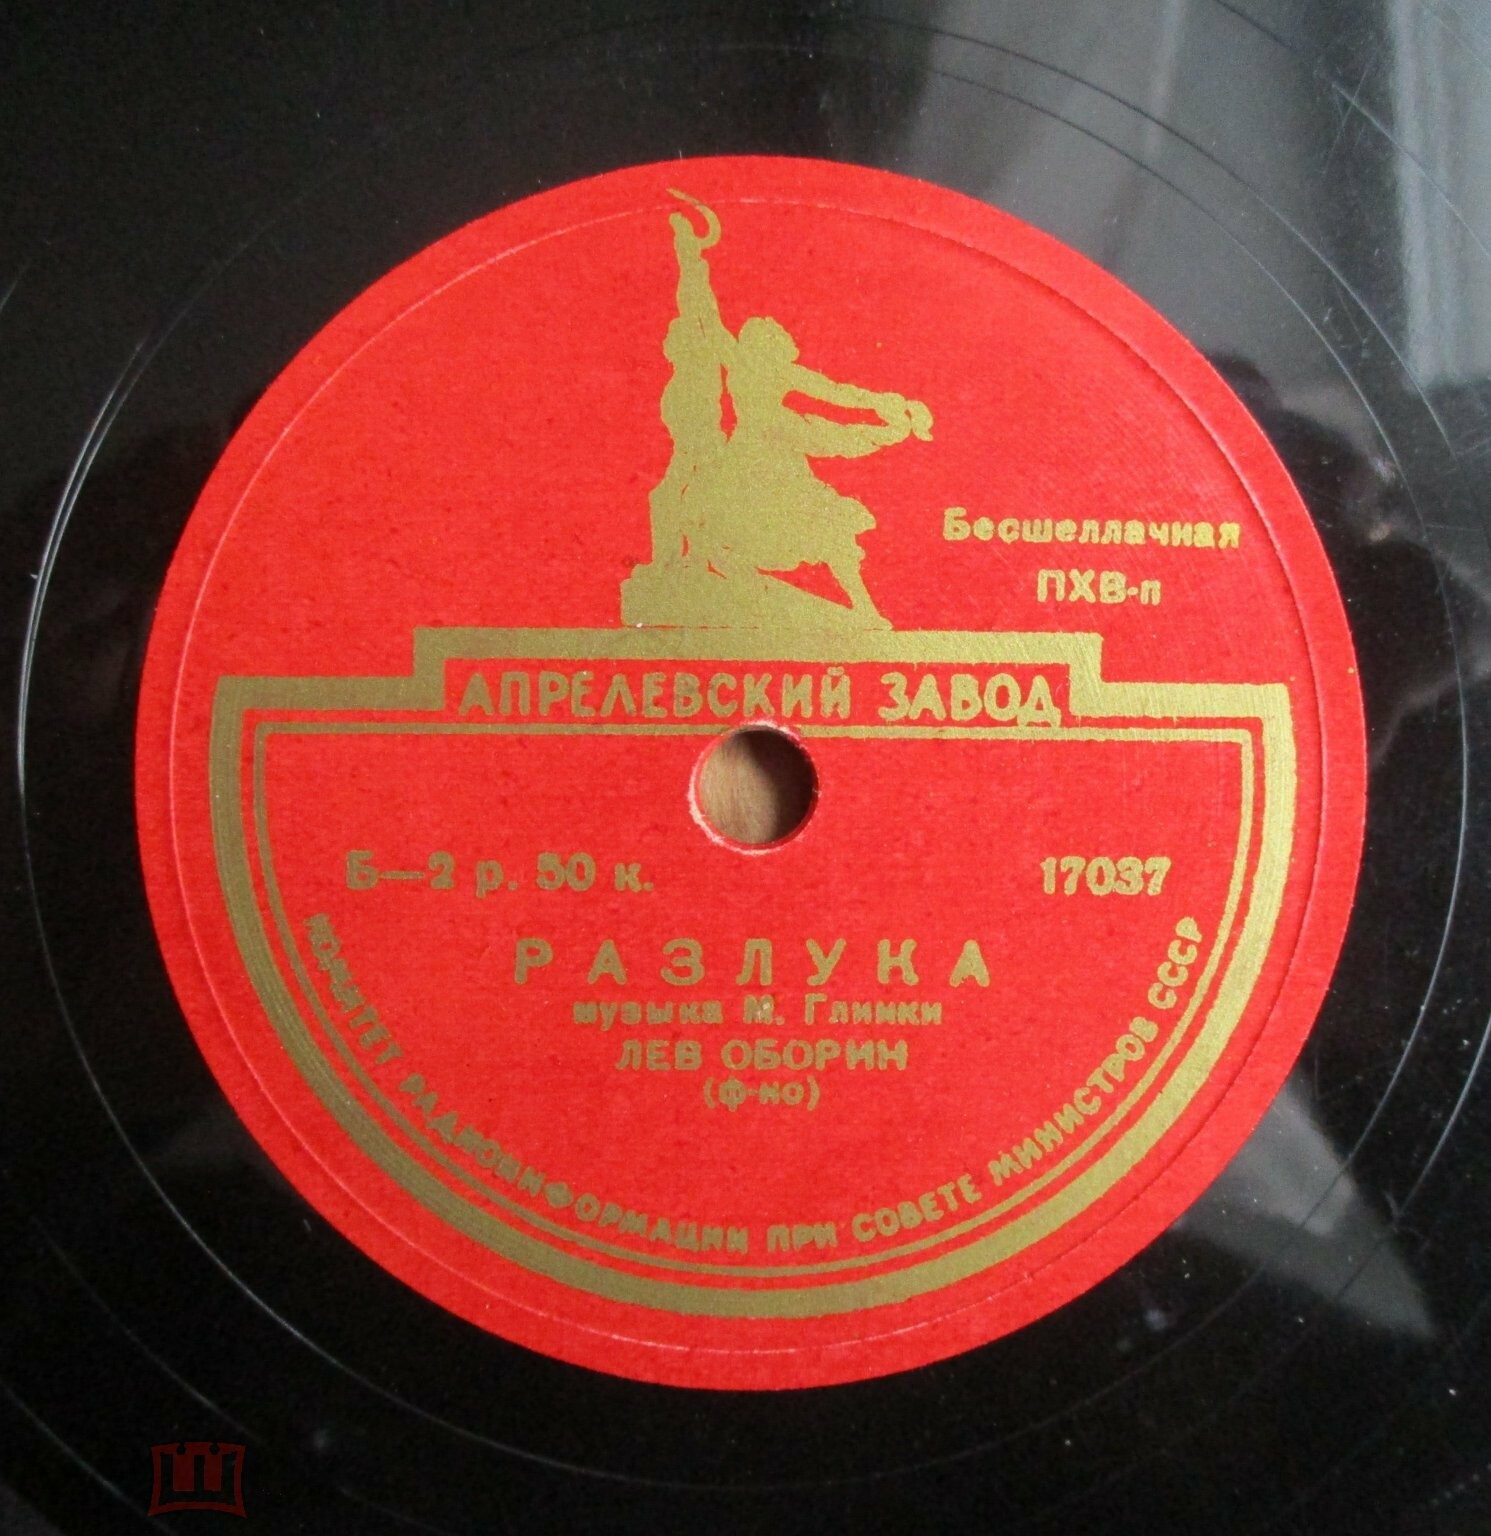 Бесшеллачная
ПХВ-п
АПРЕЛЕВСКИЙ ЗАВОД
Б—2 р. 50 к.
17037
РАЗЛУКА
музыка М. Глинки
ЛЕВ ОБОРИН
(ф-но)
КОМИТЕТ РАДИОИНФОРМАЦИИ ПРИ СОВЕТЕ МИНИСТРОВ СССР